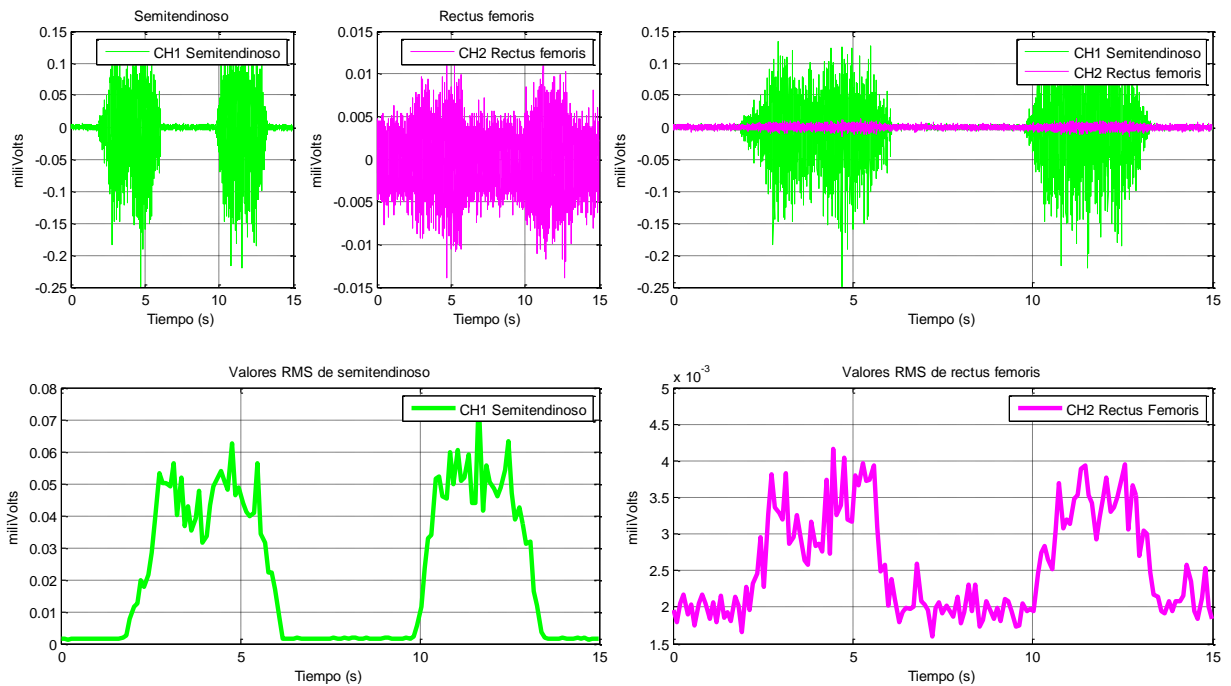 Semitendinoso
0.15
0.1
0.05
0
-0.05
-0.1
-0.15
-0.2
-0.25
miliVolts
CH1 Semitendinoso
0 5 10 15
Tiempo (s)
Rectus femoris
0.015
0.01
0.005
0
-0.005
-0.01
-0.015
miliVolts
CH2 Rectus femoris
0 5 10 15
Tiempo (s)
0.15
0.1
0.05
0
-0.05
-0.1
-0.15
-0.2
-0.25
miliVolts
CH1 Semitendinoso
CH2 Rectus femoris
0 5 10 15
Tiempo (s)
Valores RMS de semitendinoso
0.08
0.07
0.06
0.05
0.04
0.03
0.02
0.01
0
miliVolts
CH1 Semitendinoso
0 5 10 15
Tiempo (s)
Valores RMS de rectus femoris
x 10⁻³
5
4.5
4
3.5
3
2.5
2
1.5
miliVolts
CH2 Rectus Femoris
0 5 10 15
Tiempo (s)